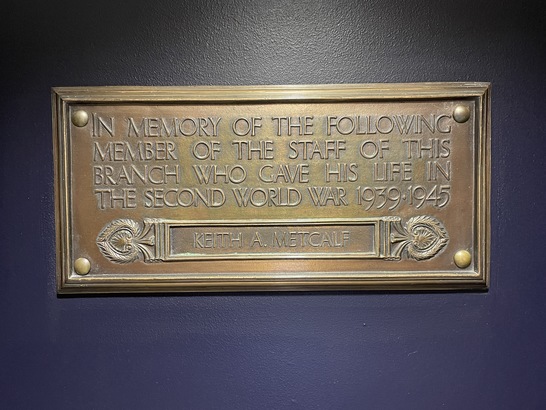 IN MEMORY OF THE FOLLOWING
MEMBER OF THE STAFF OF THIS
BRANCH WHO GAVE HIS LIFE IN
THE SECOND WORLD WAR 1939·1945
KEITH A. METCALF